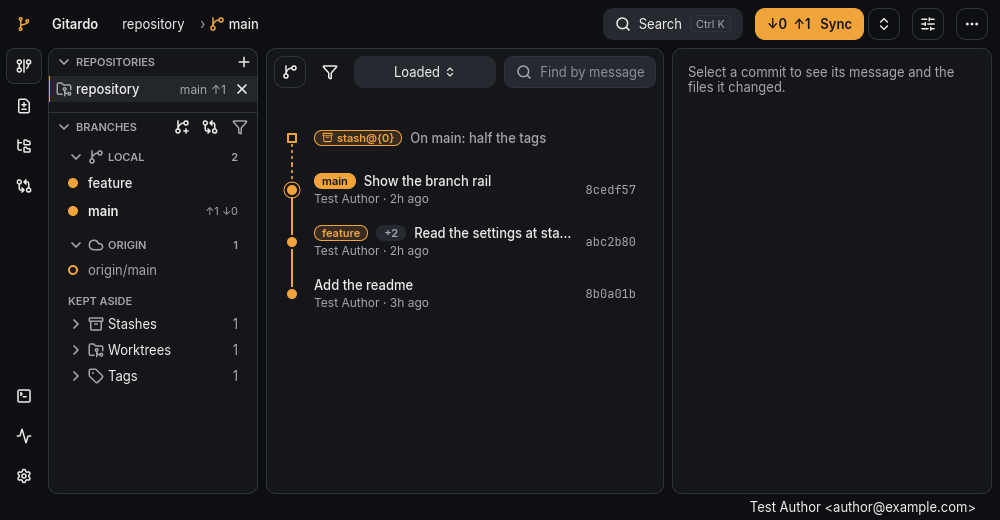 Gitardo
repository
main
Search Ctrl K
↓0 ↑1 Sync
REPOSITORIES
repository main ↑1
BRANCHES
LOCAL 2
feature
main ↑1 ↓0
ORIGIN 1
origin/main
KEPT ASIDE
Stashes 1
Worktrees 1
Tags 1
Loaded
Find by message
stash@{0} On main: half the tags
main Show the branch rail
Test Author · 2h ago
8cedf57
feature +2 Read the settings at sta...
Test Author · 2h ago
abc2b80
Add the readme
Test Author · 3h ago
8b0a01b
Select a commit to see its message and the
files it changed.
Test Author <author@example.com>